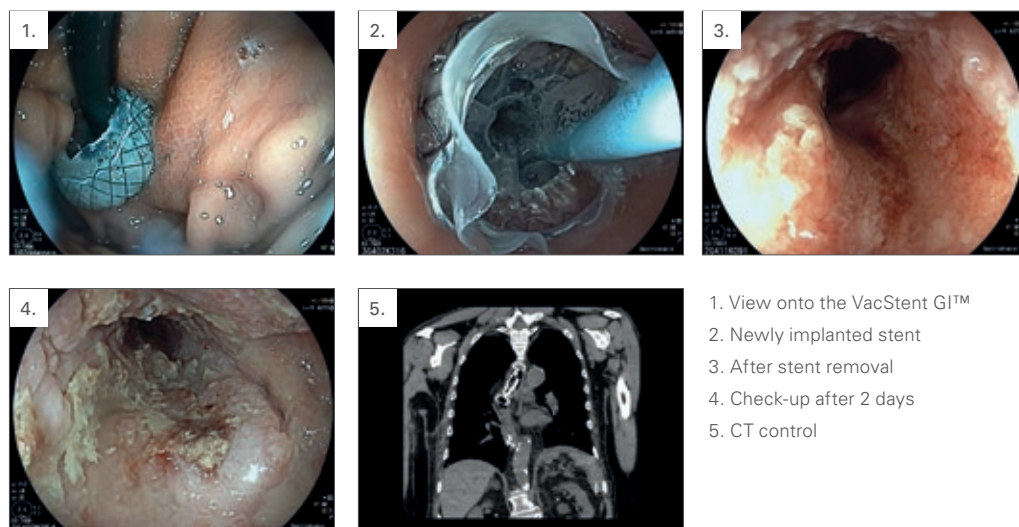 1.
2.
3.
4.
5.
1. View onto the VacStent GI™
2. Newly implanted stent
3. After stent removal
4. Check-up after 2 days
5. CT control